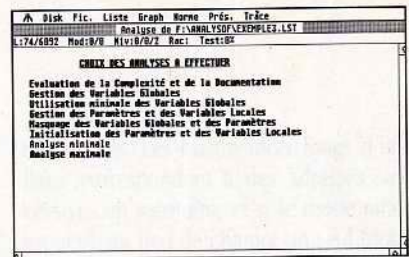 Disk Fic. Liste Graph Norme Prés. Tråce
Analyse de F:\ANALYSOF\EXEMPLE3.LST
L:74/6092 Mod:0/0 Niv:0/0/2 Rac: Test:0%
CHOIX DES ANALYSES A EFFECTUER
Evaluation de la Complexité et de la Documentation
Gestion des Variables Globales
Utilisation minimale des Variables Globales
Gestion des Paramètres et des Variables Locales
Masquage des Variables Globales et des Paramètres
Initialisation des Paramètres et des Variables Locales
Analyse minimale
Analyse maximale